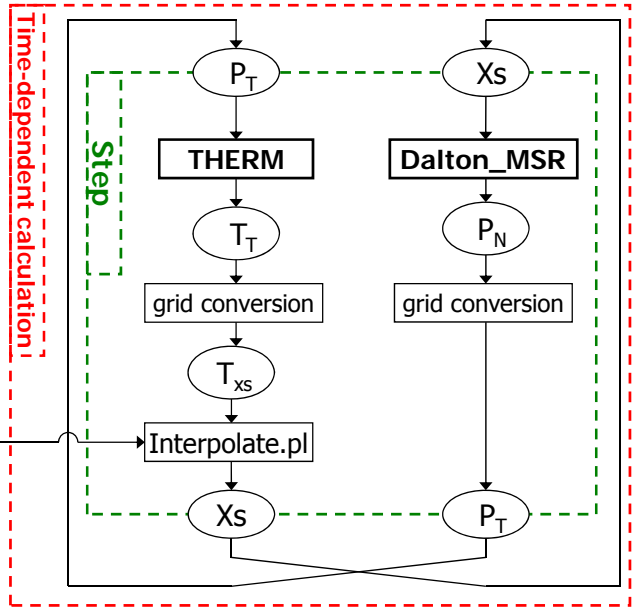 Time-dependent calculation
Step
P_T
THERM
T_T
grid conversion
T_xs
Interpolate.pl
Xs
Xs
Dalton_MSR
P_N
grid conversion
P_T